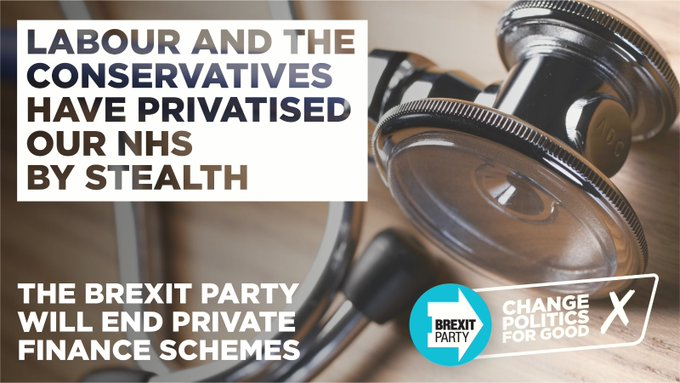 LABOUR AND THE
CONSERVATIVES
HAVE PRIVATISED
OUR NHS
BY STEALTH
THE BREXIT PARTY
WILL END PRIVATE
FINANCE SCHEMES
BREXIT
PARTY
CHANGE
POLITICS
FOR GOOD
X
ADC